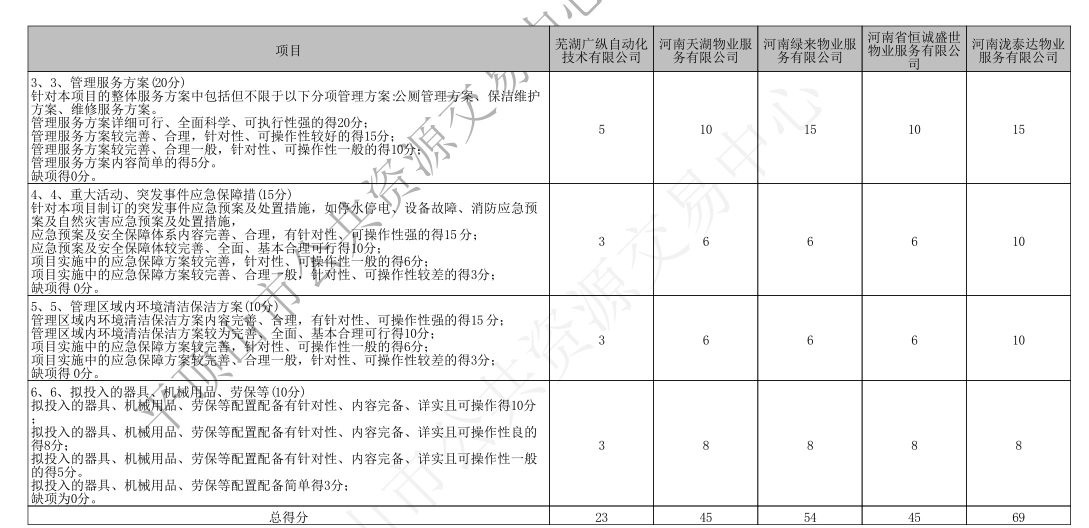 项目
芜湖广纵自动化
技术有限公司
河南天湖物业服
务有限公司
河南绿来物业服
务有限公司
河南省恒诚盛世
物业服务有限公
司
河南泷泰达物业
服务有限公司
3、3、管理服务方案(20分)
针对本项目的整体服务方案中包括但不限于以下分项管理方案:公厕管理方案、保洁维护
方案、维修服务方案。
管理服务方案详细可行、全面科学、可执行性强的得20分;
管理服务方案较完善、合理，针对性、可操作性较好的得15分;
管理服务方案较完善、合理一般，针对性、可操作性一般的得10分;
管理服务方案内容简单的得5分。
缺项得0分。
5
10
15
10
15
4、4、重大活动、突发事件应急保障措(15分)
针对本项目制订的突发事件应急预案及处置措施，如停水停电、设备故障、消防应急预
案及自然灾害应急预案及处置措施，
应急预案及安全保障体系内容完善、合理，有针对性、可操作性强的得15 分;
应急预案及安全保障体较完善、全面、基本合理可行得10分;
项目实施中的应急保障方案较完善，针对性、可操作性一般的得6分;
项目实施中的应急保障方案较完善、合理一般，针对性、可操作性较差的得3分;
缺项得 0分。
3
6
6
6
10
5、5、管理区域内环境清洁保洁方案(10分)
管理区域内环境清洁保洁方案内容完善、合理，有针对性、可操作性强的得15 分;
管理区域内环境清洁保洁方案较为完善、全面、基本合理可行得10分;
项目实施中的应急保障方案较完善，针对性、可操作性一般的得6分;
项目实施中的应急保障方案较完善、合理一般，针对性、可操作性较差的得3分;
缺项得 0分。
3
6
6
6
10
6、6、拟投入的器具、机械用品、劳保等(10分)
拟投入的器具、机械用品、劳保等配置配备有针对性、内容完备、详实且可操作得10分
;
拟投入的器具、机械用品、劳保等配置配备有针对性、内容完备、详实且可操作性良的
得8分;
拟投入的器具、机械用品、劳保等配置配备有针对性、内容完备、详实且可操作性一般
的得5分。
拟投入的器具、机械用品、劳保等配置配备简单得3分;
缺项为0分。
3
8
8
8
8
总得分
23
45
54
45
69
平顶山市公共资源交易中心
山市公共资源交易中心